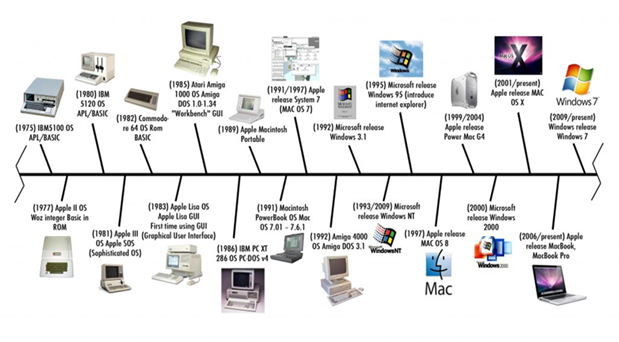 (1975) IBM5100 OS
APL/BASIC
(1980) IBM
5120 OS
APL/BASIC
(1982) Commodo-
re 64 OS Rom
BASIC
(1985) Atari Amiga
1000 OS Amiga
DOS 1.0-1.34
"Workbench" GUI
(1989) Apple Macintosh
Portable
(1991/1997) Apple
release System 7
(MAC OS 7)
(1992) Microsoft release
Windows 3.1
(1995) Microsoft release
Windows 95 (introduce
internet explorer)
(1999/2004) Apple
release Power Mac G4
X
(2001/present)
Apple release MAC
OS X
Windows 7
(2009/present)
Windows release
Windows 7
(1977) Apple II OS
Woz integer Basic in
ROM
(1981) Apple III
OS Apple SOS
(Sophisticated OS)
(1983) Apple Lisa OS
Apple Lisa GUI
First time using GUI
(Graphical User Interface)
(1986) IBM PC XT
286 OS PC-DOS v4
(1991) Macintosh
PowerBook OS Mac
OS 7.01 - 7.6.1
(1992) Amiga 4000
OS Amiga DOS 3.1
(1993/2009) Microsoft
release Windows NT
WindowsNT
(1997) Apple release
MAC OS 8
Mac
(2000) Microsoft
release Windows
2000
Windows 2000
(2006/present) Apple
release MacBook,
MacBook Pro